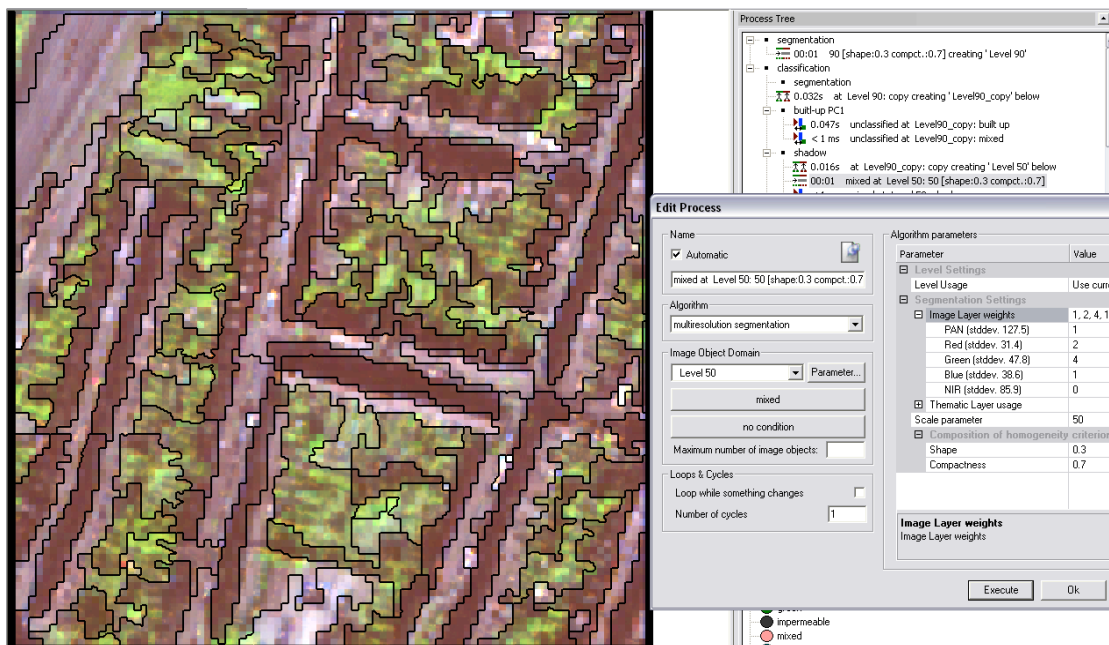 Process Tree
segmentation
00:01 90 [shape:0.3 compct.:0.7] creating 'Level 90'
classification
segmentation
0.032s at Level 90: copy creating 'Level90_copy' below
buitl-up PC1
0.047s unclassified at Level90_copy: built up
< 1 ms unclassified at Level90_copy: mixed
shadow
0.016s at Level90_copy: copy creating 'Level 50' below
00:01 mixed at Level 50: 50 [shape:0.3 compct.:0.7]
Edit Process
Name
Automatic
mixed at Level 50: 50 [shape:0.3 compct.:0.7
Algorithm
multiresolution segmentation
Image Object Domain
Level 50
Parameter...
mixed
no condition
Maximum number of image objects:
Loops & Cycles
Loop while something changes
Number of cycles 1
Algorithm parameters
Parameter Value
Level Settings
Level Usage Use curr
Segmentation Settings
Image Layer weights 1, 2, 4, 1
PAN (stddev. 127.5) 1
Red (stddev. 31.4) 2
Green (stddev. 47.8) 4
Blue (stddev. 38.6) 1
NIR (stddev. 85.9) 0
Thematic Layer usage
Scale parameter 50
Composition of homogeneity criterion
Shape 0.3
Compactness 0.7
Image Layer weights
Image Layer weights
Execute Ok
green
impermeable
mixed